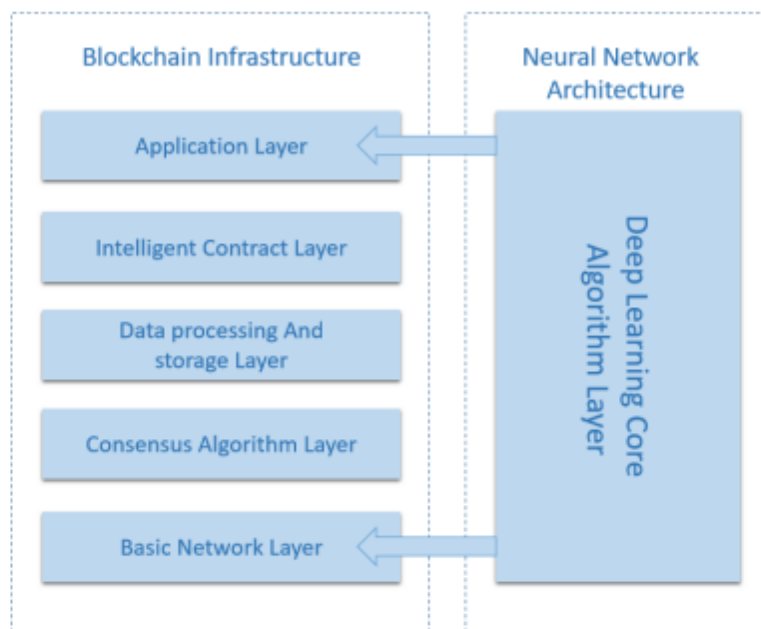 Blockchain Infrastructure
Application Layer
Intelligent Contract Layer
Data processing And
storage Layer
Consensus Algorithm Layer
Basic Network Layer
Neural Network
Architecture
Deep Learning Core
Algorithm Layer